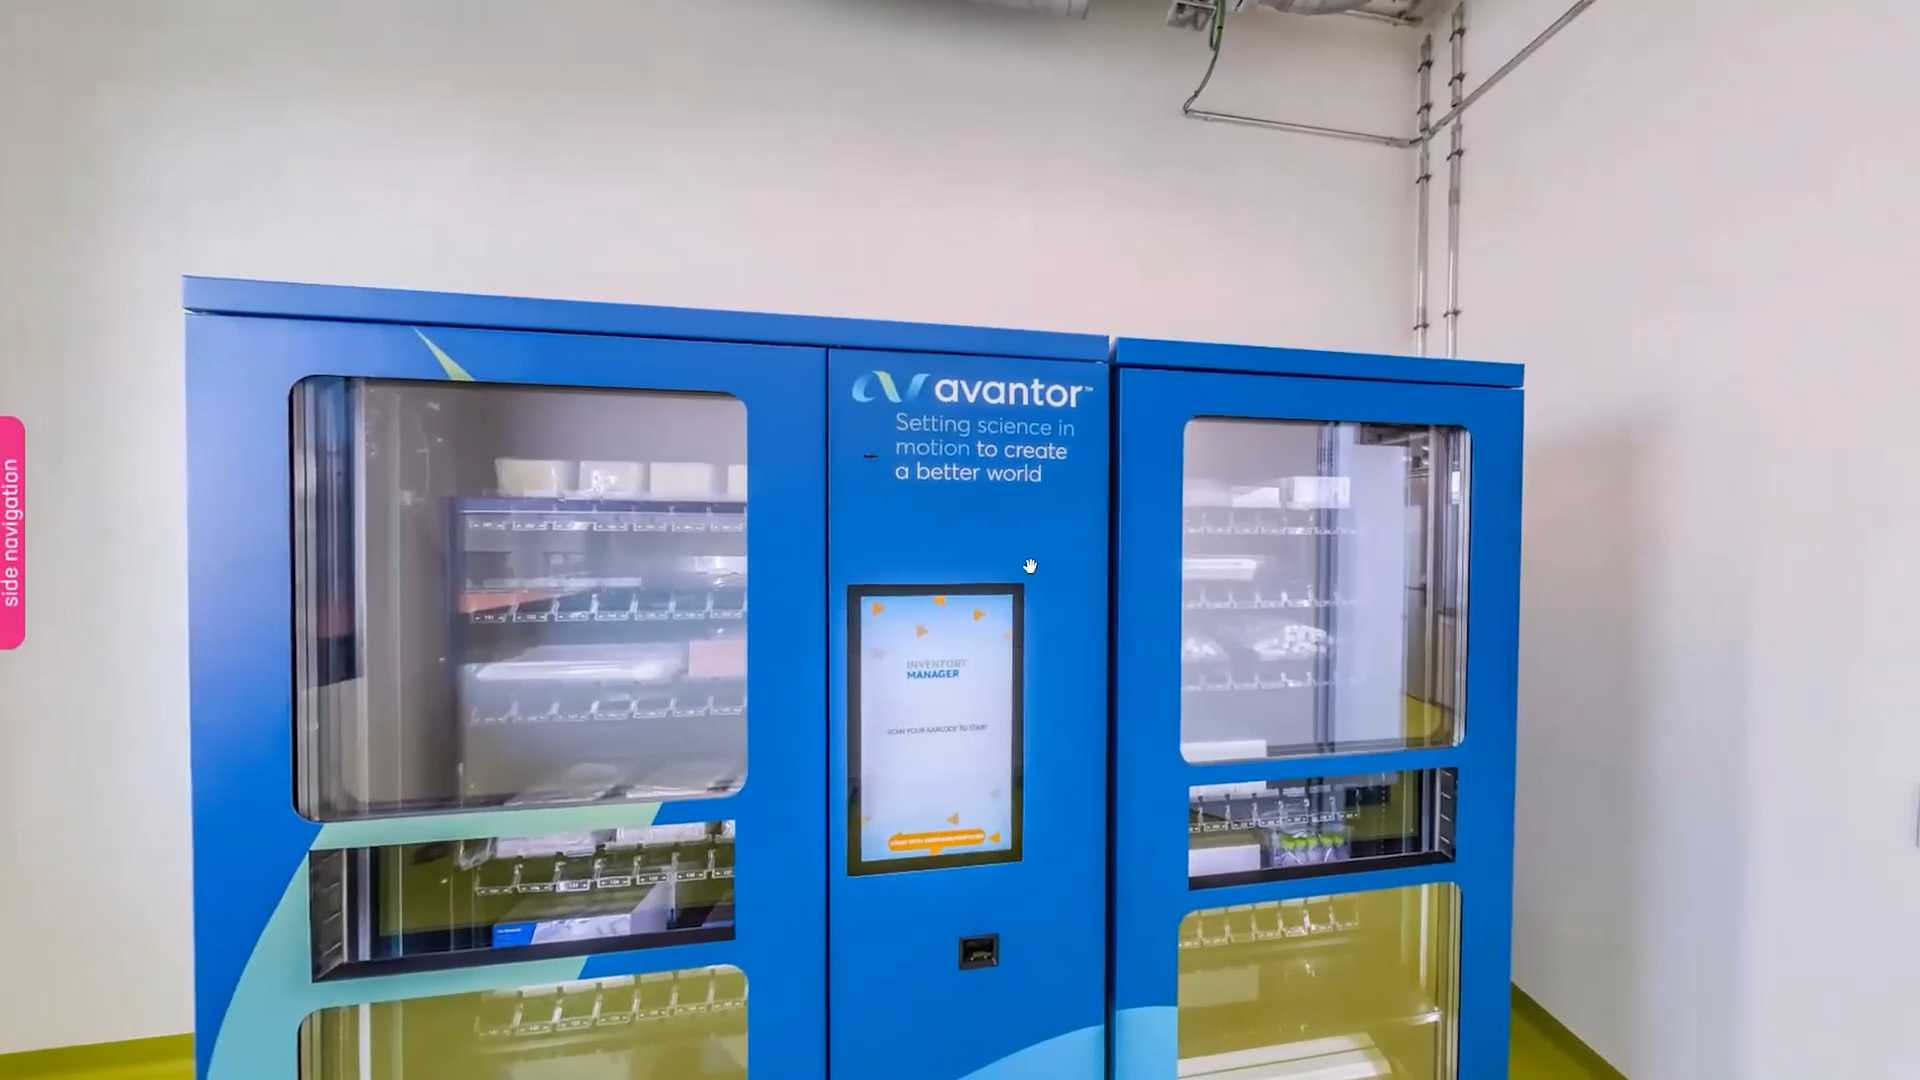 side navigation
avantor™
Setting science in
motion to create
a better world
INVENTORY
MANAGER
SCAN YOUR BARCODE TO START